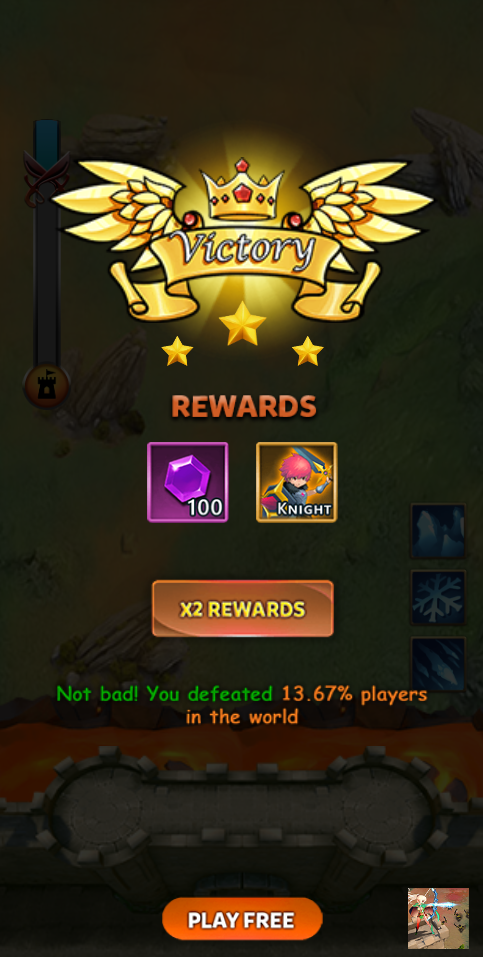 Victory
REWARDS
100
KNIGHT
X2 REWARDS
Not bad! You defeated 13.67% players
in the world
PLAY FREE